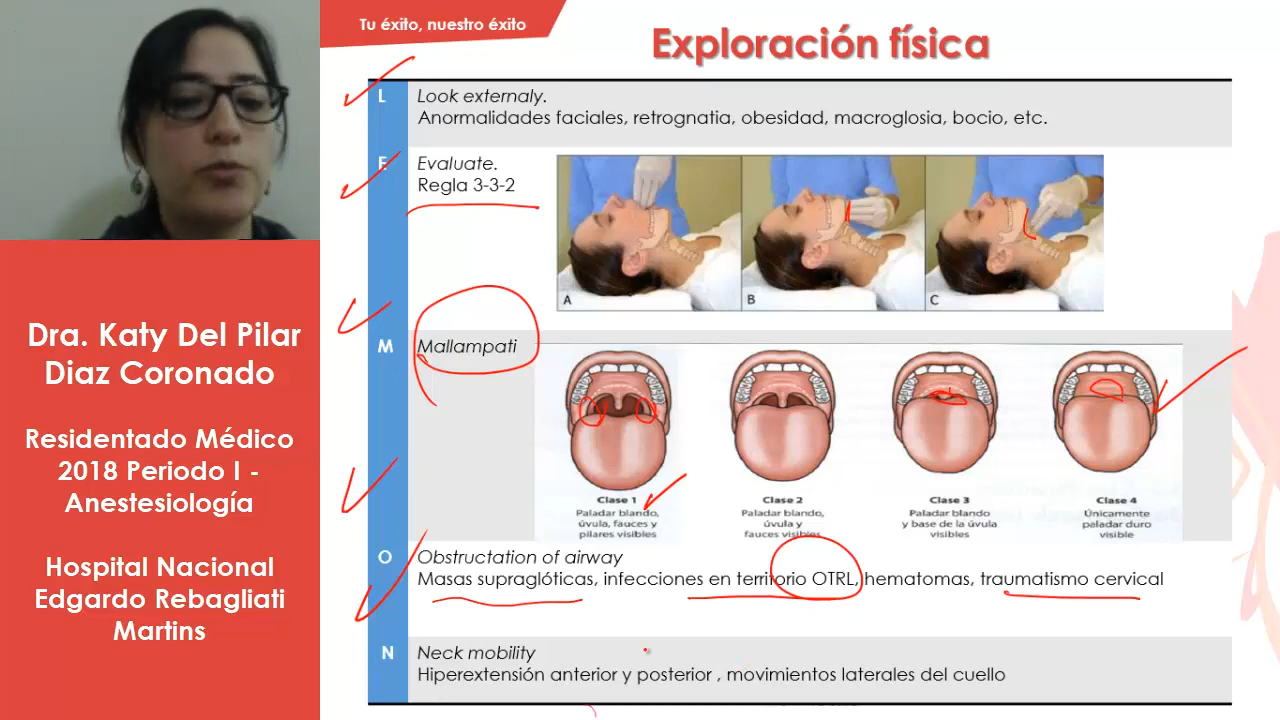 Tu éxito, nuestro éxito
Exploración física
L
Look externaly.
Anormalidades faciales, retrognatia, obesidad, macroglosia, bocio, etc.
E
Evaluate.
Regla 3-3-2
A
B
C
M
Mallampati
Clase 1
Paladar blando,
úvula, fauces y
pilares visibles
Clase 2
Paladar blando,
úvula y
fauces visibles
Clase 3
Paladar blando
y base de la úvula
visibles
Clase 4
Únicamente
paladar duro
visible
O
Obstructation of airway
Masas supraglóticas, infecciones en territorio OTRL, hematomas, traumatismo cervical
N
Neck mobility
Hiperextensión anterior y posterior , movimientos laterales del cuello
Dra. Katy Del Pilar
Diaz Coronado
Residentado Médico
2018 Periodo I -
Anestesiología
Hospital Nacional
Edgardo Rebagliati
Martins